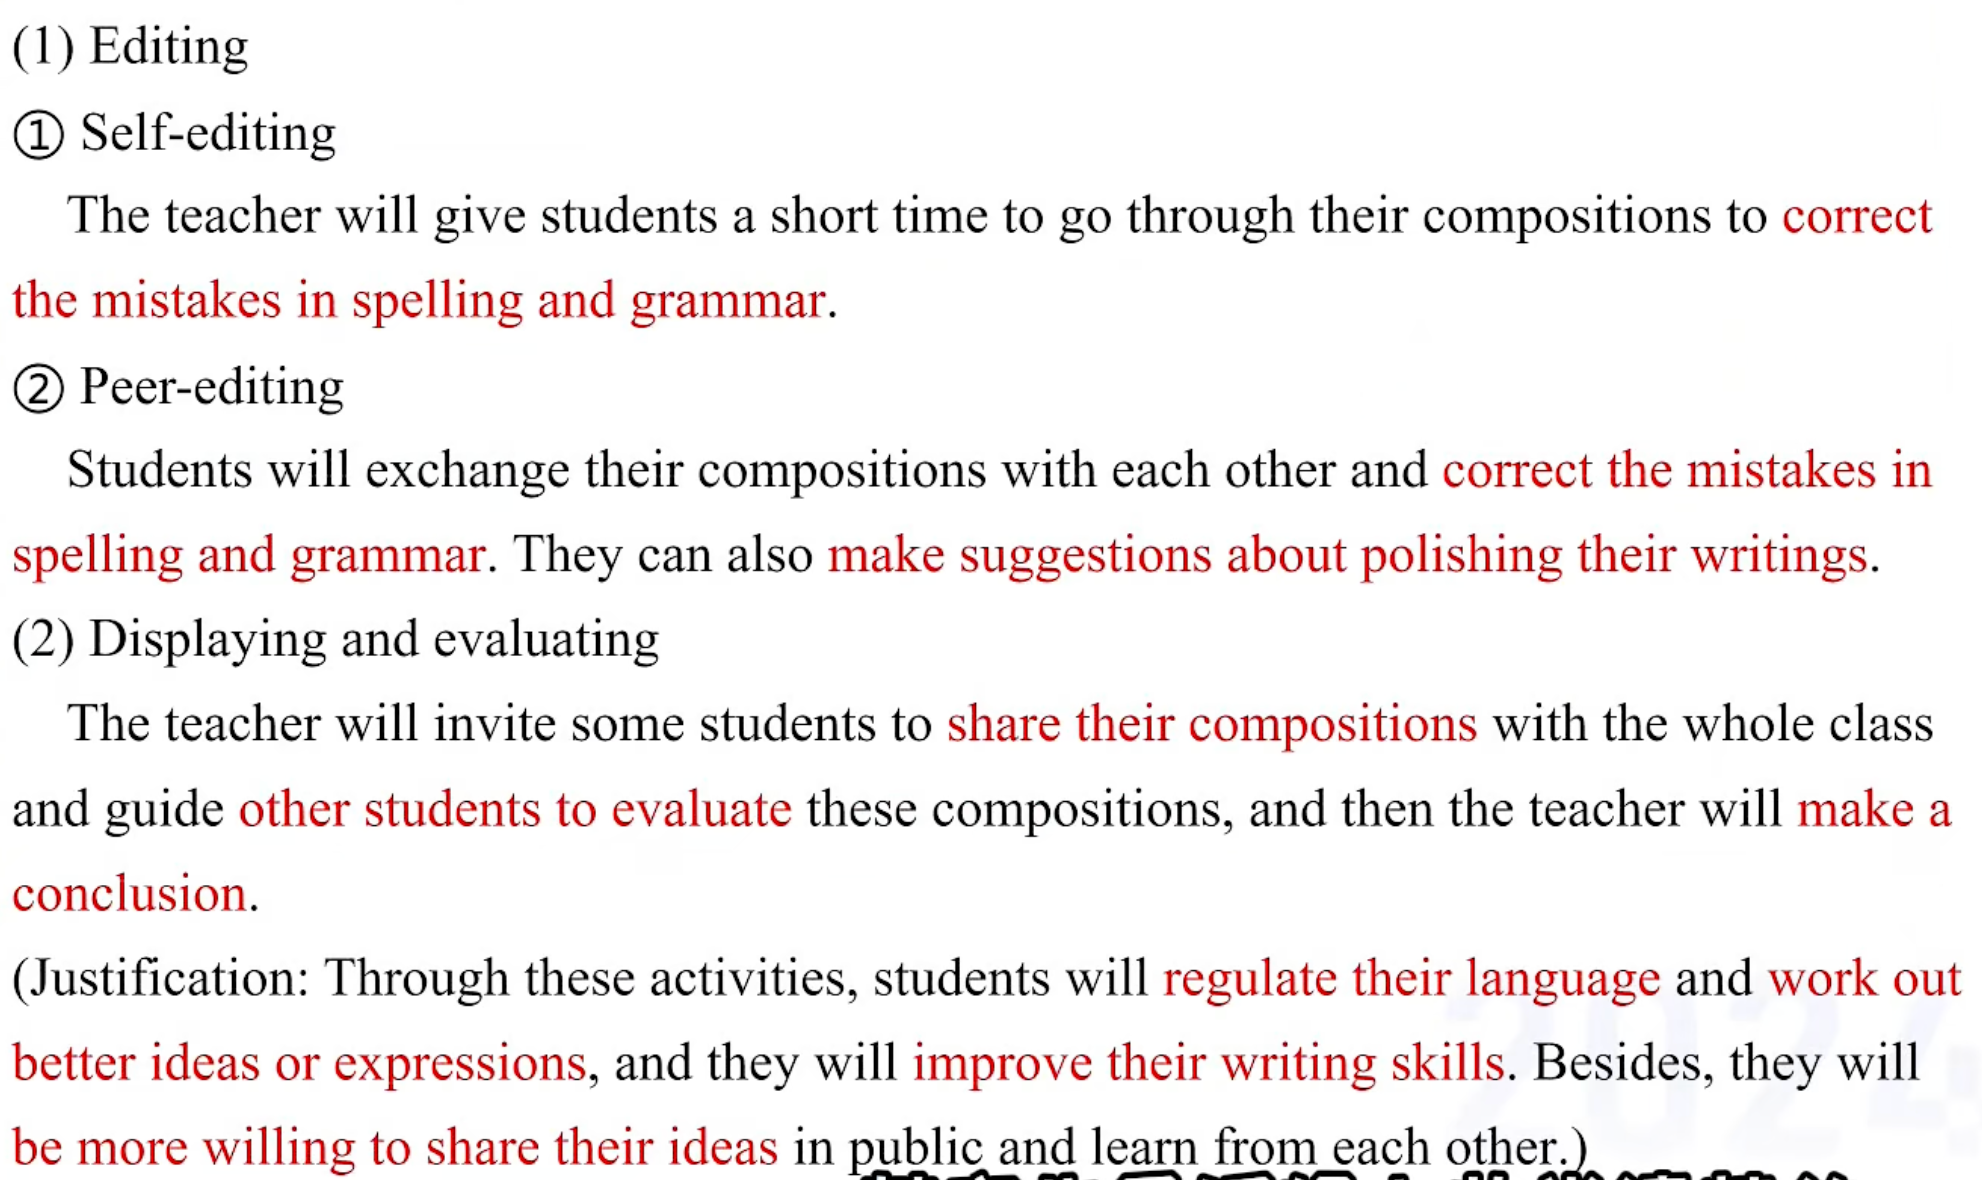 (1) Editing
① Self-editing
The teacher will give students a short time to go through their compositions to correct
the mistakes in spelling and grammar.
② Peer-editing
Students will exchange their compositions with each other and correct the mistakes in
spelling and grammar. They can also make suggestions about polishing their writings.
(2) Displaying and evaluating
The teacher will invite some students to share their compositions with the whole class
and guide other students to evaluate these compositions, and then the teacher will make a
conclusion.
(Justification: Through these activities, students will regulate their language and work out
better ideas or expressions, and they will improve their writing skills. Besides, they will
be more willing to share their ideas in public and learn from each other.)
2024